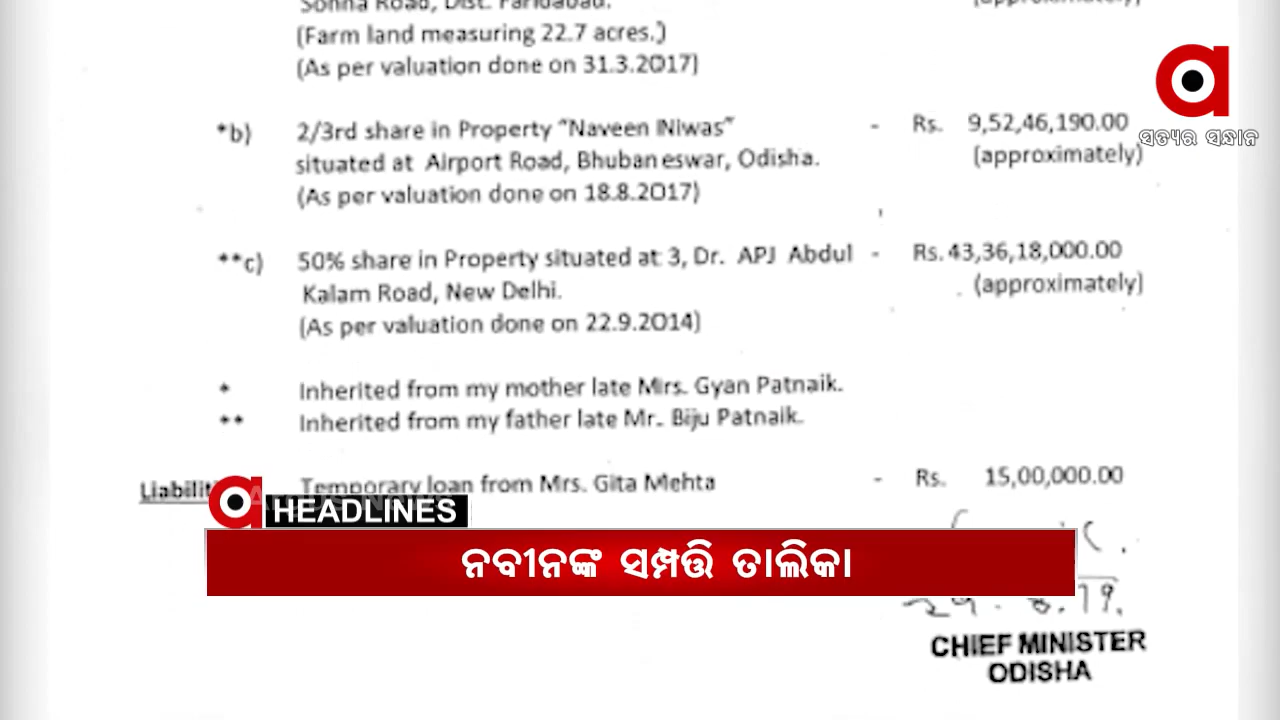 Sohna Road, Dist. Faridabad. (approximately)
(Farm land measuring 22.7 acres.)
(As per valuation done on 31.3.2017)
*b) 2/3rd share in Property "Naveen Niwas" - Rs. 9,52,46,190.00
situated at Airport Road, Bhubaneswar, Odisha. (approximately)
(As per valuation done on 18.8.2017)
**c) 50% share in Property situated at 3, Dr. APJ Abdul - Rs. 43,36,18,000.00
Kalam Road, New Delhi. (approximately)
(As per valuation done on 22.9.2014)
* Inherited from my mother late Mrs. Gyan Patnaik.
** Inherited from my father late Mr. Biju Patnaik.
Temporary loan from Mrs. Gita Mehta - Rs. 15,00,000.00
CHIEF MINISTER
ODISHA
ସତ୍ୟର ସନ୍ଧାନ
HEADLINES
ନବୀନଙ୍କ ସମ୍ପତ୍ତି ତାଲିକା